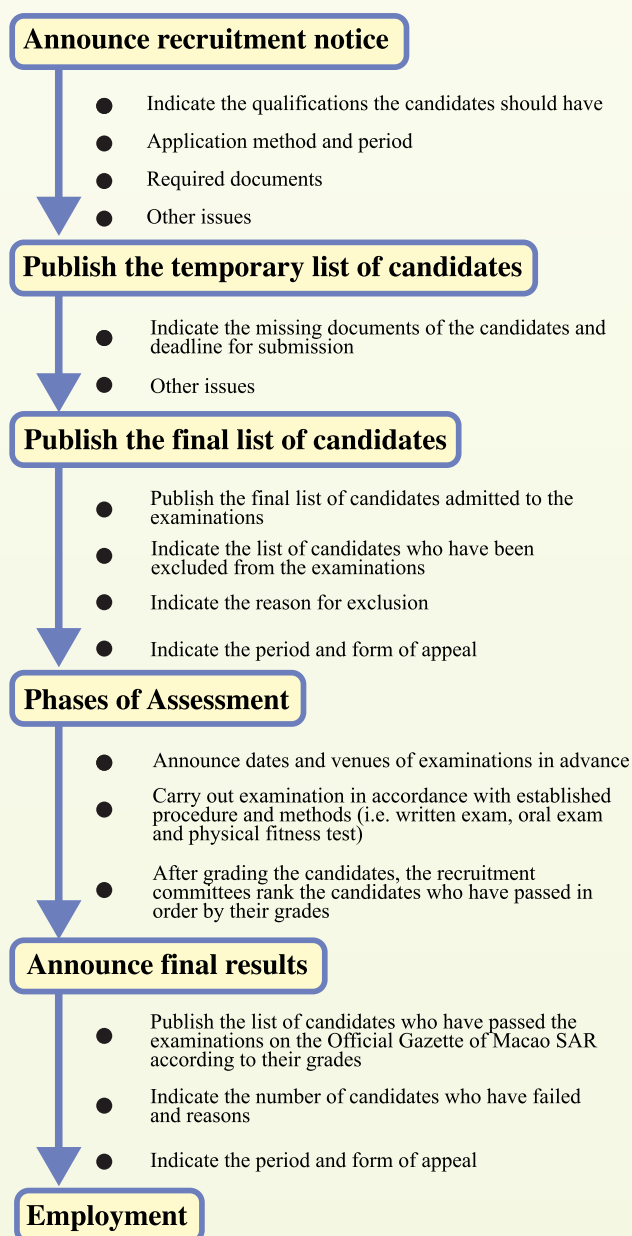 Announce recruitment notice
Indicate the qualifications the candidates should have
Application method and period
Required documents
Other issues
Publish the temporary list of candidates
Indicate the missing documents of the candidates and
deadline for submission
Other issues
Publish the final list of candidates
Publish the final list of candidates admitted to the
examinations
Indicate the list of candidates who have been
excluded from the examinations
Indicate the reason for exclusion
Indicate the period and form of appeal
Phases of Assessment
Announce dates and venues of examinations in advance
Carry out examination in accordance with established
procedure and methods (i.e. written exam, oral exam
and physical fitness test)
After grading the candidates, the recruitment
committees rank the candidates who have passed in
order by their grades
Announce final results
Publish the list of candidates who have passed the
examinations on the Official Gazette of Macao SAR
according to their grades
Indicate the number of candidates who have failed
and reasons
Indicate the period and form of appeal
Employment